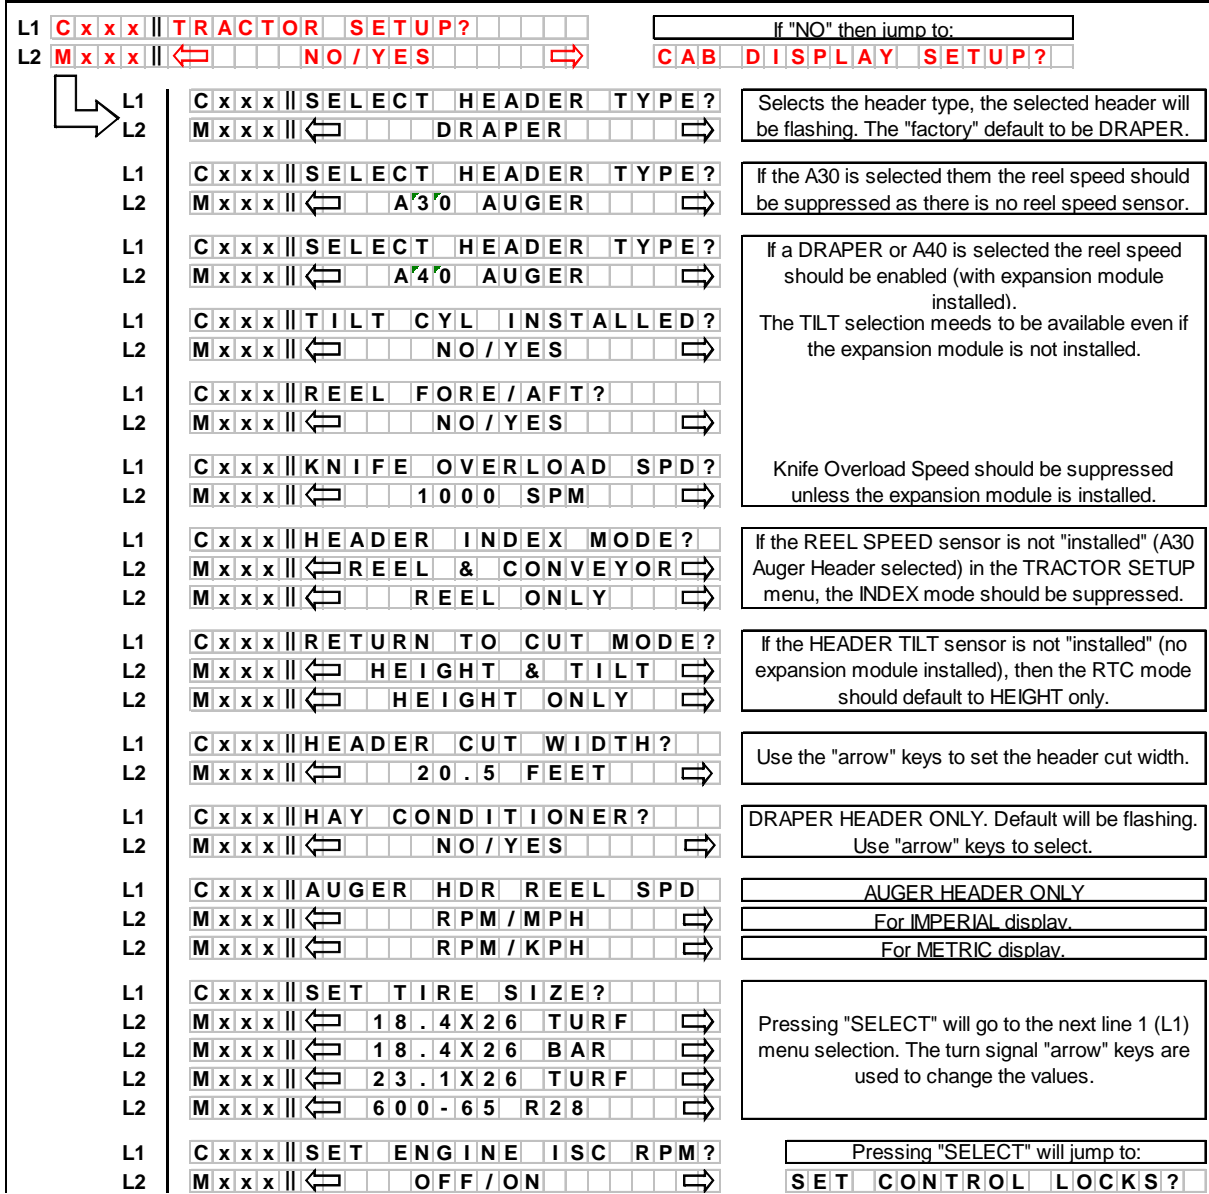 L1 Cxxx||TRACTOR SETUP? If "NO" then jump to:
L2 Mxxx|| NO/YES CAB DISPLAY SETUP?
L1 Cxxx||SELECT HEADER TYPE? Selects the header type, the selected header will
L2 Mxxx|| DRAPER be flashing. The "factory" default to be DRAPER.
L1 Cxxx||SELECT HEADER TYPE? If the A30 is selected them the reel speed should
L2 Mxxx|| A30 AUGER be suppressed as there is no reel speed sensor.
L1 Cxxx||SELECT HEADER TYPE? If a DRAPER or A40 is selected the reel speed
L2 Mxxx|| A40 AUGER should be enabled (with expansion module
installed).
L1 Cxxx||TILT CYL INSTALLED? The TILT selection needs to be available even if
L2 Mxxx|| NO/YES the expansion module is not installed.
L1 Cxxx||REEL FORE/AFT?
L2 Mxxx|| NO/YES
L1 Cxxx||KNIFE OVERLOAD SPD? Knife Overload Speed should be suppressed
L2 Mxxx|| 1000 SPM unless the expansion module is installed.
L1 Cxxx||HEADER INDEX MODE? If the REEL SPEED sensor is not "installed" (A30
L2 Mxxx|| REEL & CONVEYOR Auger Header selected) in the TRACTOR SETUP
L2 Mxxx|| REEL ONLY menu, the INDEX mode should be suppressed.
L1 Cxxx||RETURN TO CUT MODE? If the HEADER TILT sensor is not "installed" (no
L2 Mxxx|| HEIGHT & TILT expansion module installed), then the RTC mode
L2 Mxxx|| HEIGHT ONLY should default to HEIGHT only.
L1 Cxxx||HEADER CUT WIDTH? Use the "arrow" keys to set the header cut width.
L2 Mxxx|| 20.5 FEET
L1 Cxxx||HAY CONDITIONER? DRAPER HEADER ONLY. Default will be flashing.
L2 Mxxx|| NO/YES Use "arrow" keys to select.
L1 Cxxx||AUGER HDR REEL SPD AUGER HEADER ONLY
L2 Mxxx|| RPM/MPH For IMPERIAL display.
L2 Mxxx|| RPM/KPH For METRIC display.
L1 Cxxx||SET TIRE SIZE?
L2 Mxxx|| 18.4X26 TURF Pressing "SELECT" will go to the next line 1 (L1)
L2 Mxxx|| 18.4X26 BAR menu selection. The turn signal "arrow" keys are
L2 Mxxx|| 23.1X26 TURF used to change the values.
L2 Mxxx|| 600-65 R28
L1 Cxxx||SET ENGINE ISC RPM? Pressing "SELECT" will jump to:
L2 Mxxx|| OFF/ON SET CONTROL LOCKS?